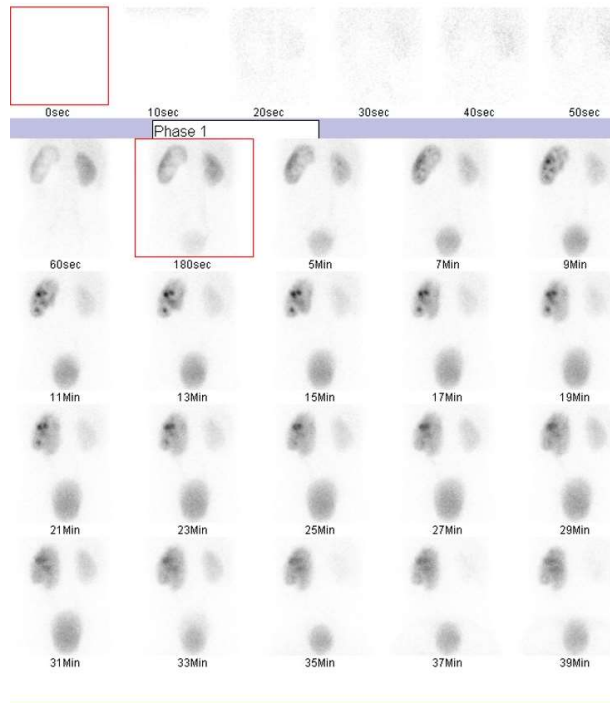 0sec 10sec 20sec 30sec 40sec 50sec
Phase 1
60sec 180sec 5Min 7Min 9Min
11Min 13Min 15Min 17Min 19Min
21Min 23Min 25Min 27Min 29Min
31Min 33Min 35Min 37Min 39Min